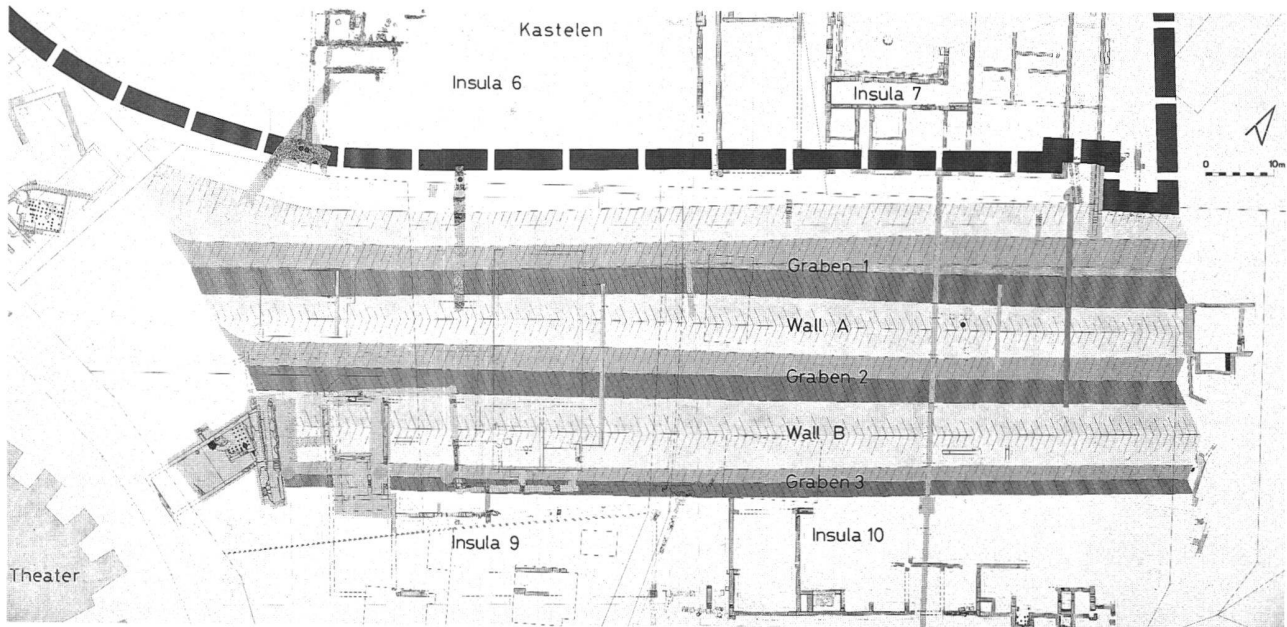 Kastelen
Insula 6
Insula 7
0 10m
Graben 1
Wall A
Graben 2
Wall B
Graben 3
Insula 9
Insula 10
Theater